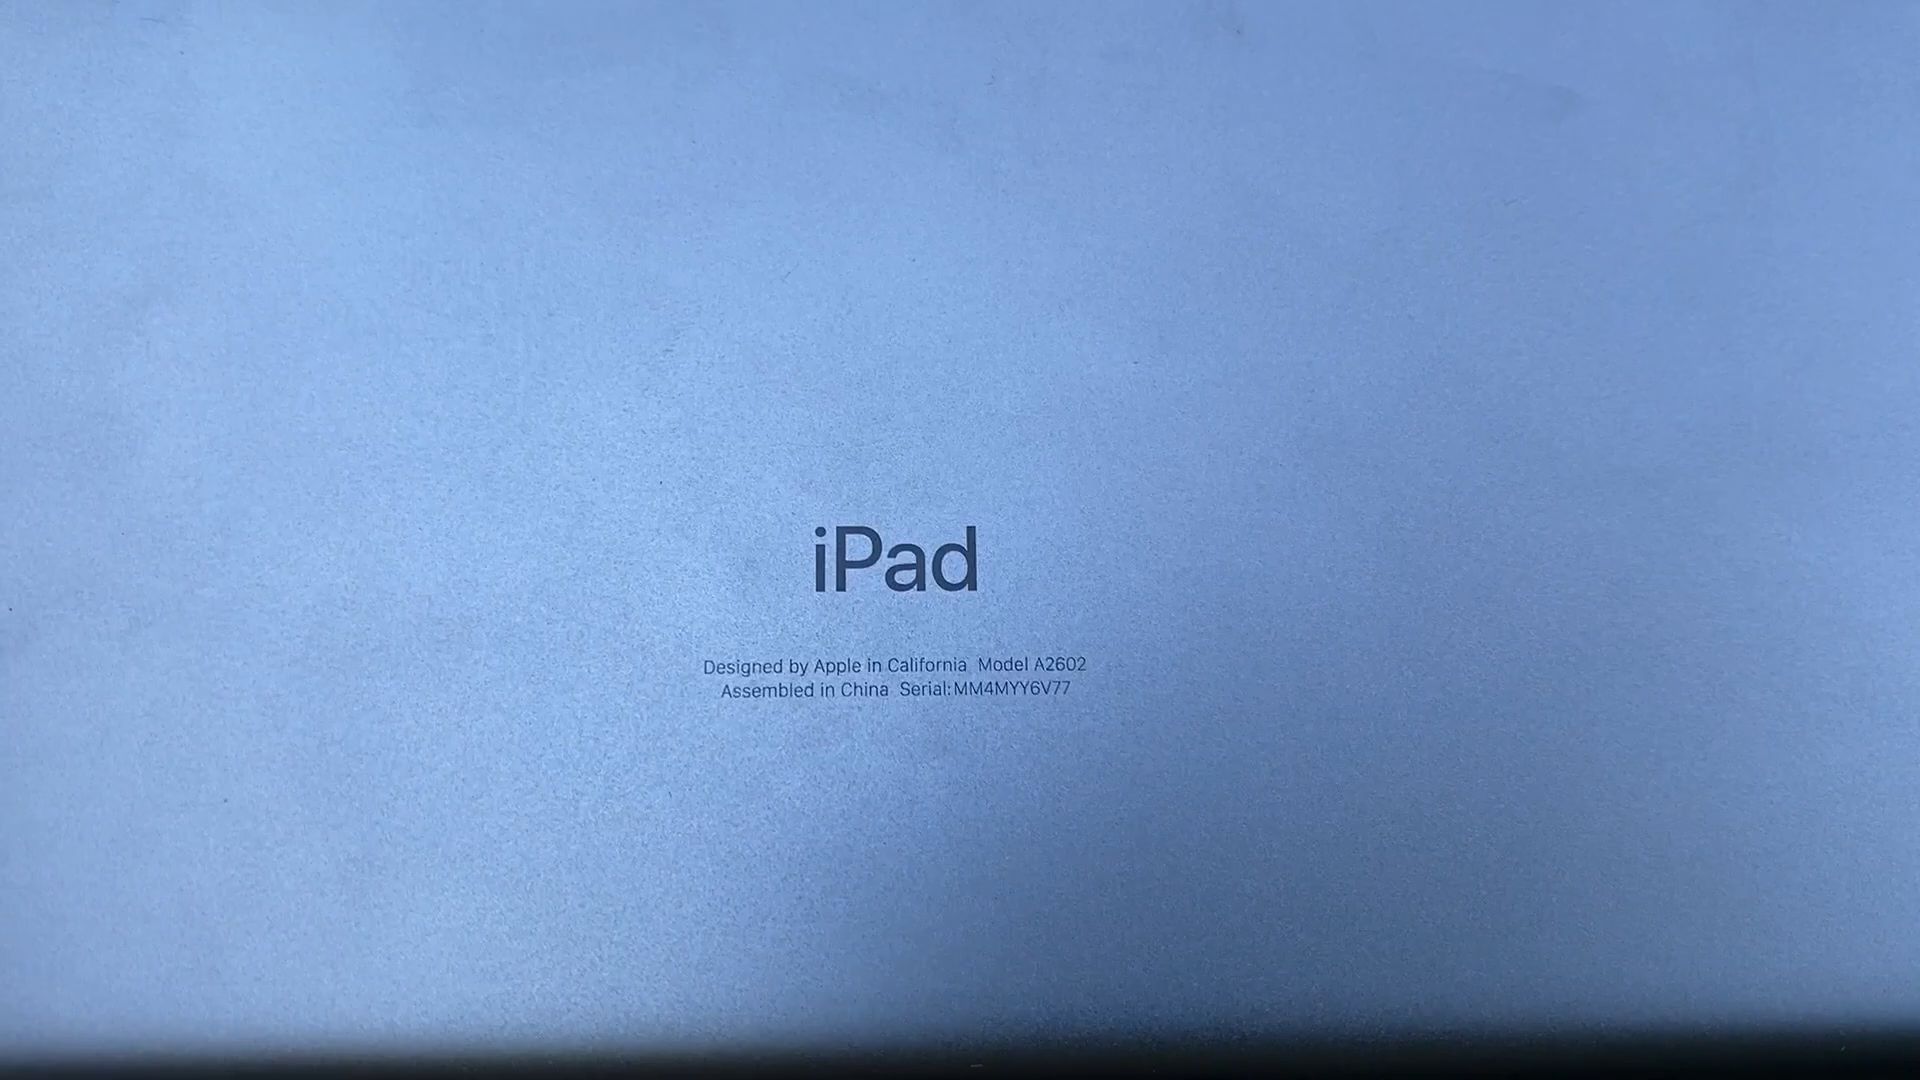 iPad
Designed by Apple in California Model A2602
Assembled in China Serial:MM4MYY6V77